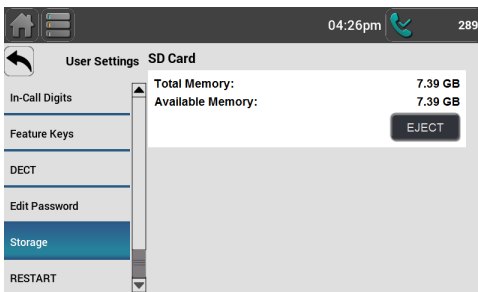 04:26pm 289
User Settings SD Card
In-Call Digits
Feature Keys
DECT
Edit Password
Storage
RESTART
Total Memory: 7.39 GB
Available Memory: 7.39 GB
EJECT